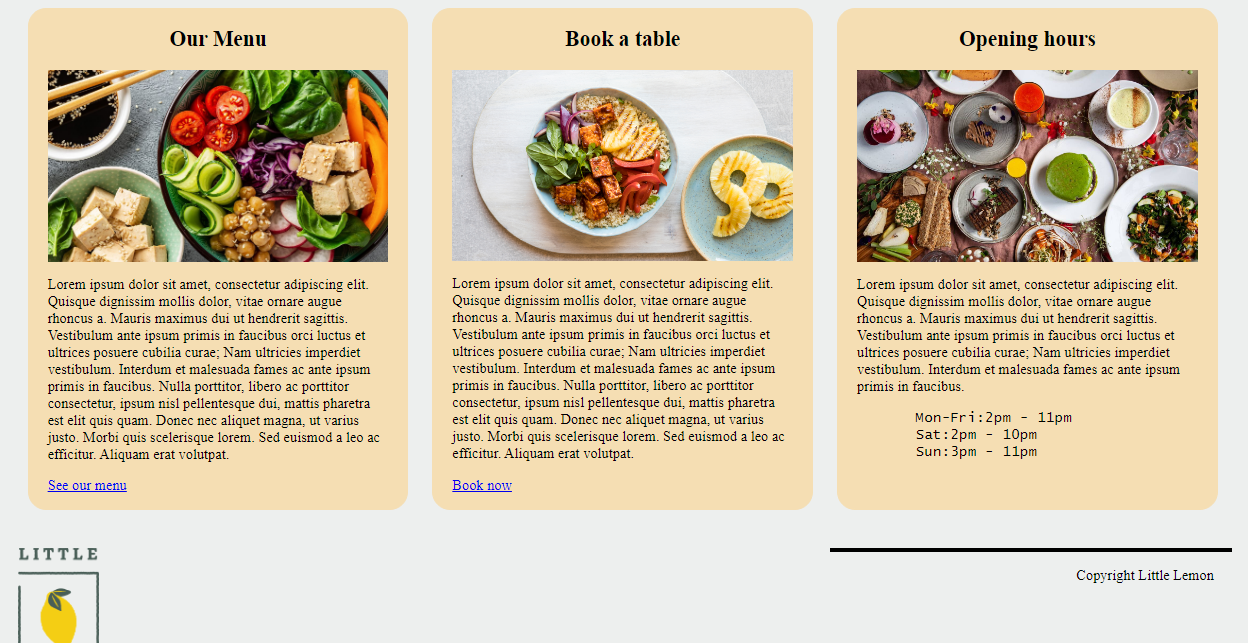 Our Menu
Lorem ipsum dolor sit amet, consectetur adipiscing elit.
Quisque dignissim mollis dolor, vitae ornare augue
rhoncus a. Mauris maximus dui ut hendrerit sagittis.
Vestibulum ante ipsum primis in faucibus orci luctus et
ultrices posuere cubilia curae; Nam ultricies imperdiet
vestibulum. Interdum et malesuada fames ac ante ipsum
primis in faucibus. Nulla porttitor, libero ac porttitor
consectetur, ipsum nisl pellentesque dui, mattis pharetra
est elit quis quam. Donec nec aliquet magna, ut varius
justo. Morbi quis scelerisque lorem. Sed euismod a leo ac
efficitur. Aliquam erat volutpat.
See our menu
Book a table
Lorem ipsum dolor sit amet, consectetur adipiscing elit.
Quisque dignissim mollis dolor, vitae ornare augue
rhoncus a. Mauris maximus dui ut hendrerit sagittis.
Vestibulum ante ipsum primis in faucibus orci luctus et
ultrices posuere cubilia curae; Nam ultricies imperdiet
vestibulum. Interdum et malesuada fames ac ante ipsum
primis in faucibus. Nulla porttitor, libero ac porttitor
consectetur, ipsum nisl pellentesque dui, mattis pharetra
est elit quis quam. Donec nec aliquet magna, ut varius
justo. Morbi quis scelerisque lorem. Sed euismod a leo ac
efficitur. Aliquam erat volutpat.
Book now
Opening hours
Lorem ipsum dolor sit amet, consectetur adipiscing elit.
Quisque dignissim mollis dolor, vitae ornare augue
rhoncus a. Mauris maximus dui ut hendrerit sagittis.
Vestibulum ante ipsum primis in faucibus orci luctus et
ultrices posuere cubilia curae; Nam ultricies imperdiet
vestibulum. Interdum et malesuada fames ac ante ipsum
primis in faucibus.
Mon-Fri:2pm - 11pm
Sat:2pm - 10pm
Sun:3pm - 11pm
LITTLE
Copyright Little Lemon